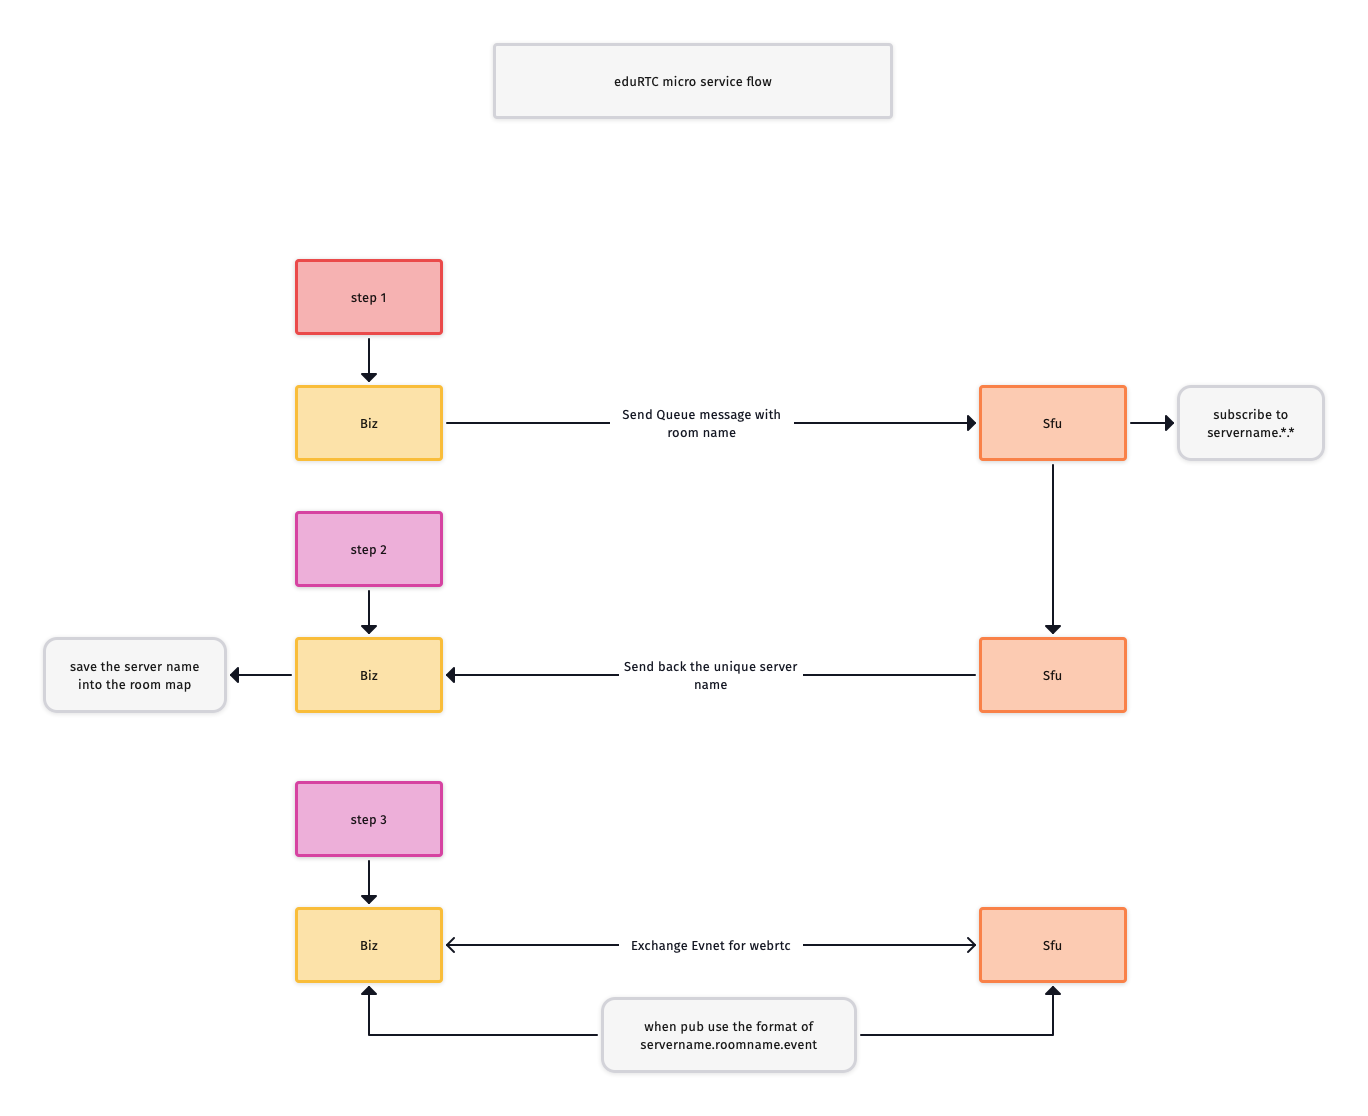 eduRTC micro service flow
step 1
Biz
Send Queue message with
room name
Sfu
subscribe to
servername.*.*
step 2
save the server name
into the room map
Biz
Send back the unique server
name
Sfu
step 3
Biz
Exchange Evnet for webrtc
Sfu
when pub use the format of
servername.roomname.event